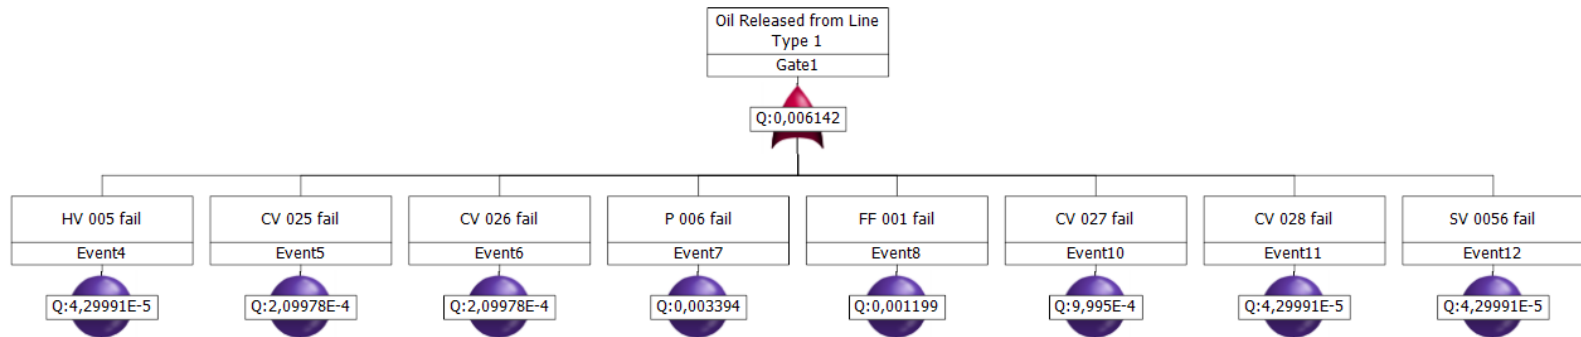 Oil Released from Line
Type 1
Gate1
Q:0,006142
HV 005 fail
CV 025 fail
CV 026 fail
P 006 fail
FF 001 fail
CV 027 fail
CV 028 fail
SV 0056 fail
Event4
Event5
Event6
Event7
Event8
Event10
Event11
Event12
Q:4,29991E-5
Q:2,09978E-4
Q:2,09978E-4
Q:0,003394
Q:0,001199
Q:9,995E-4
Q:4,29991E-5
Q:4,29991E-5